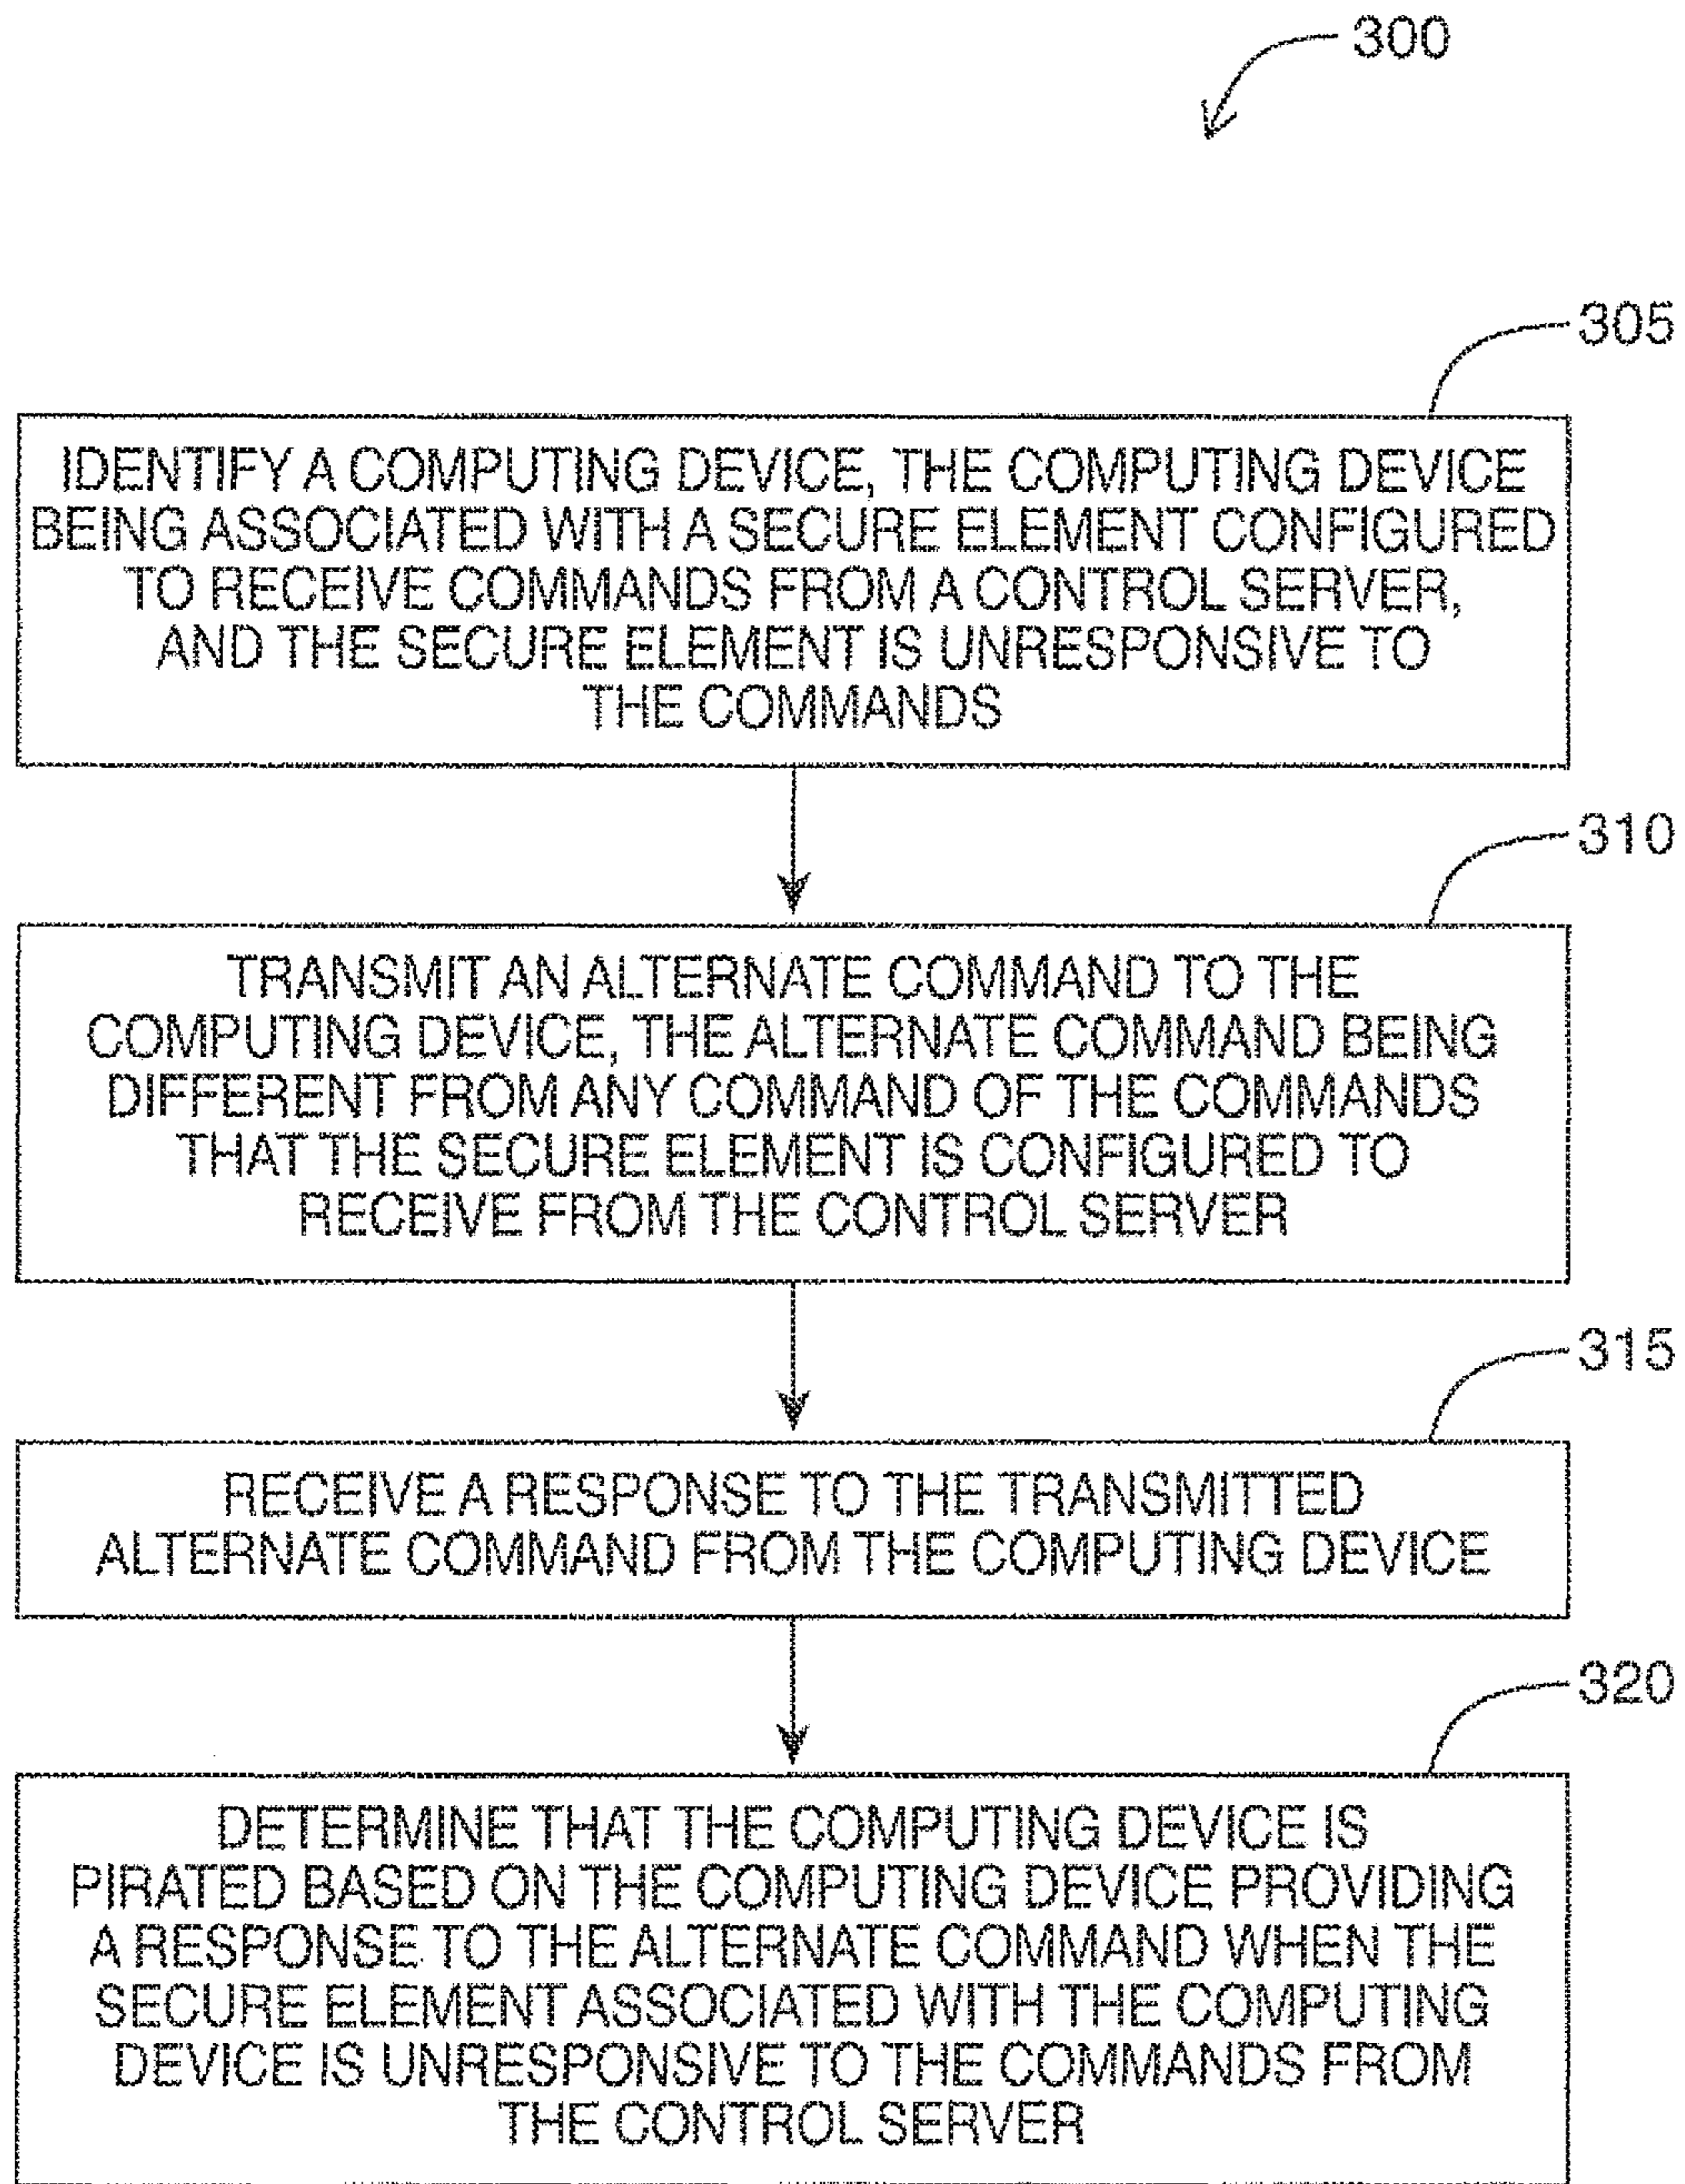 300
305
IDENTIFY A COMPUTING DEVICE, THE COMPUTING DEVICE
BEING ASSOCIATED WITH A SECURE ELEMENT CONFIGURED
TO RECEIVE COMMANDS FROM A CONTROL SERVER,
AND THE SECURE ELEMENT IS UNRESPONSIVE TO
THE COMMANDS
310
TRANSMIT AN ALTERNATE COMMAND TO THE
COMPUTING DEVICE, THE ALTERNATE COMMAND BEING
DIFFERENT FROM ANY COMMAND OF THE COMMANDS
THAT THE SECURE ELEMENT IS CONFIGURED TO
RECEIVE FROM THE CONTROL SERVER
315
RECEIVE A RESPONSE TO THE TRANSMITTED
ALTERNATE COMMAND FROM THE COMPUTING DEVICE
320
DETERMINE THAT THE COMPUTING DEVICE IS
PIRATED BASED ON THE COMPUTING DEVICE PROVIDING
A RESPONSE TO THE ALTERNATE COMMAND WHEN THE
SECURE ELEMENT ASSOCIATED WITH THE COMPUTING
DEVICE IS UNRESPONSIVE TO THE COMMANDS FROM
THE CONTROL SERVER